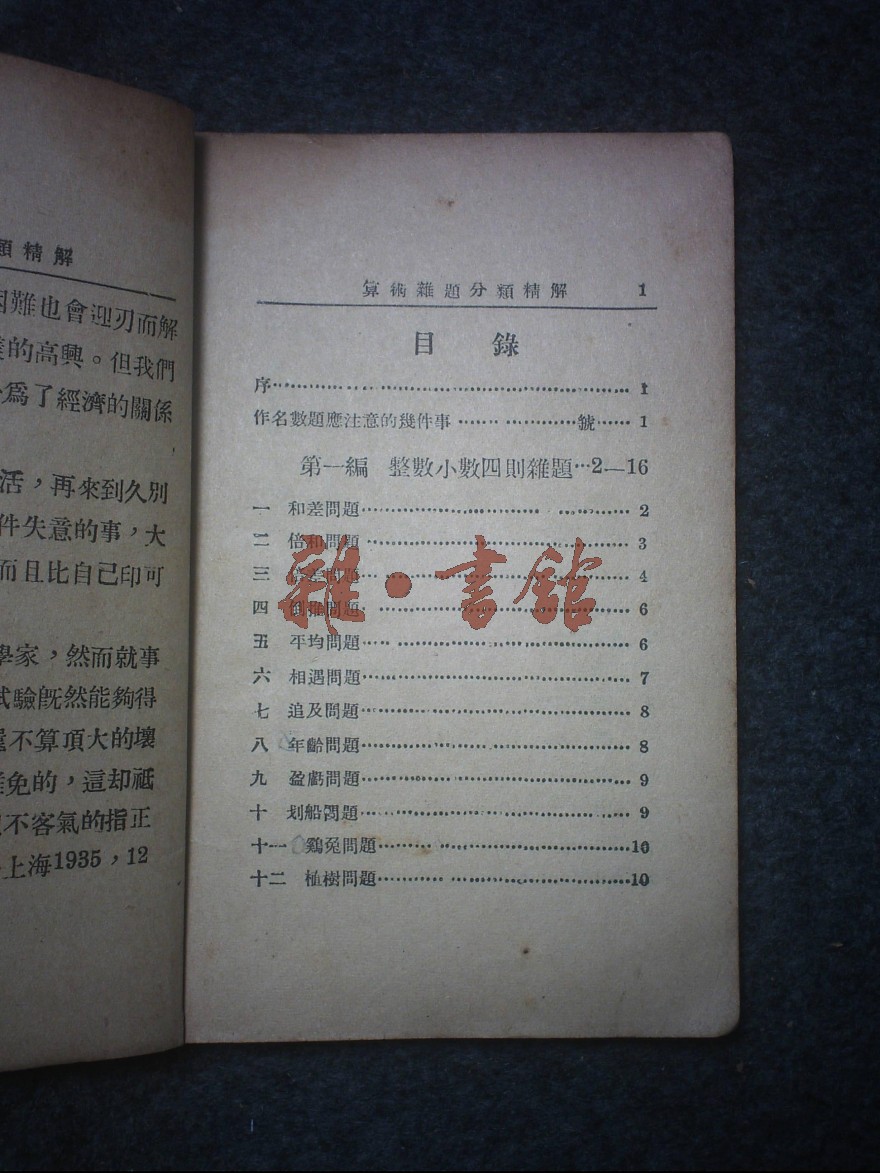 題精解
難也會迎刃而解
的高興。但我們
爲了經濟的關係
活，再來到久別
件失意的事，大
而且比自己印可
學家，然而就事
試驗旣然能夠得
不算頂大的壞
免的，這却祗
不客氣的指正
上海1935，12
算術雜題分類精解 1
目 錄
序 1
作名數題應注意的幾件事 號 1
第一編 整數小數四則雜題 2—16
一 和差問題 2
二 倍和問題 3
三 問題 4
四 問題 6
五 平均問題 6
六 相遇問題 7
七 追及問題 8
八 年齡問題 8
九 盈虧問題 9
十 划船問題 9
十一 鷄兔問題 10
十二 植樹問題 10
雜·書館